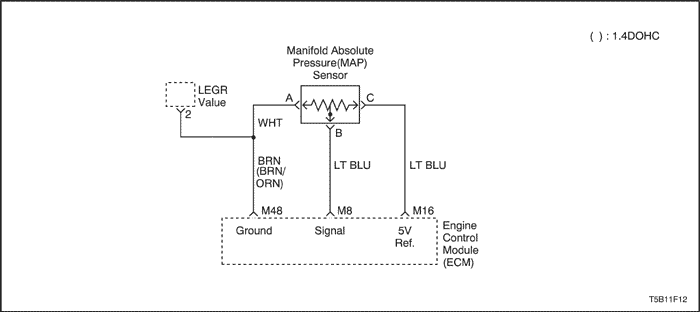 ( ) : 1.4DOHC
Manifold Absolute
Pressure(MAP)
Sensor
LEGR
Value
2
A
C
B
WHT
BRN
(BRN/
ORN)
LT BLU
LT BLU
M48
M8
M16
Ground
Signal
5V
Ref.
Engine
Control
Module
(ECM)
T5B11F12